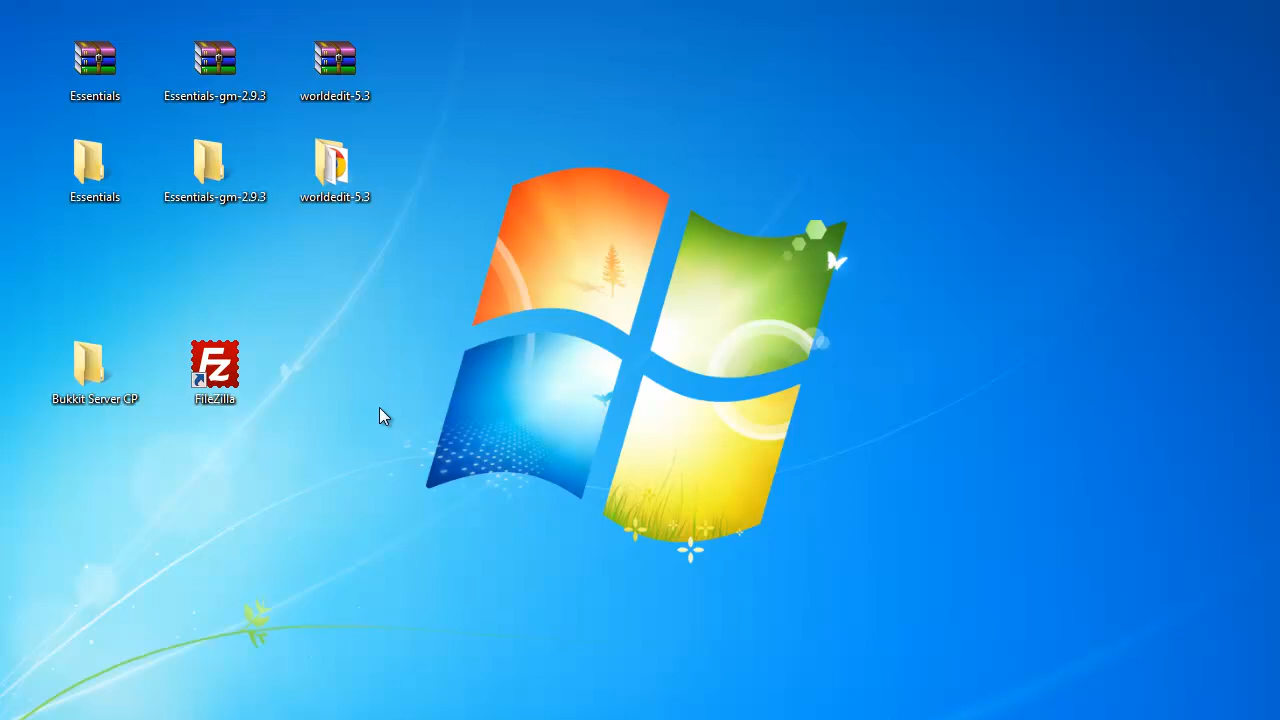 Essentials
Essentials-gm-2.9.3
worldedit-5.3
Essentials
Essentials-gm-2.9.3
worldedit-5.3
FZ
Bukkit Server CP
FileZilla